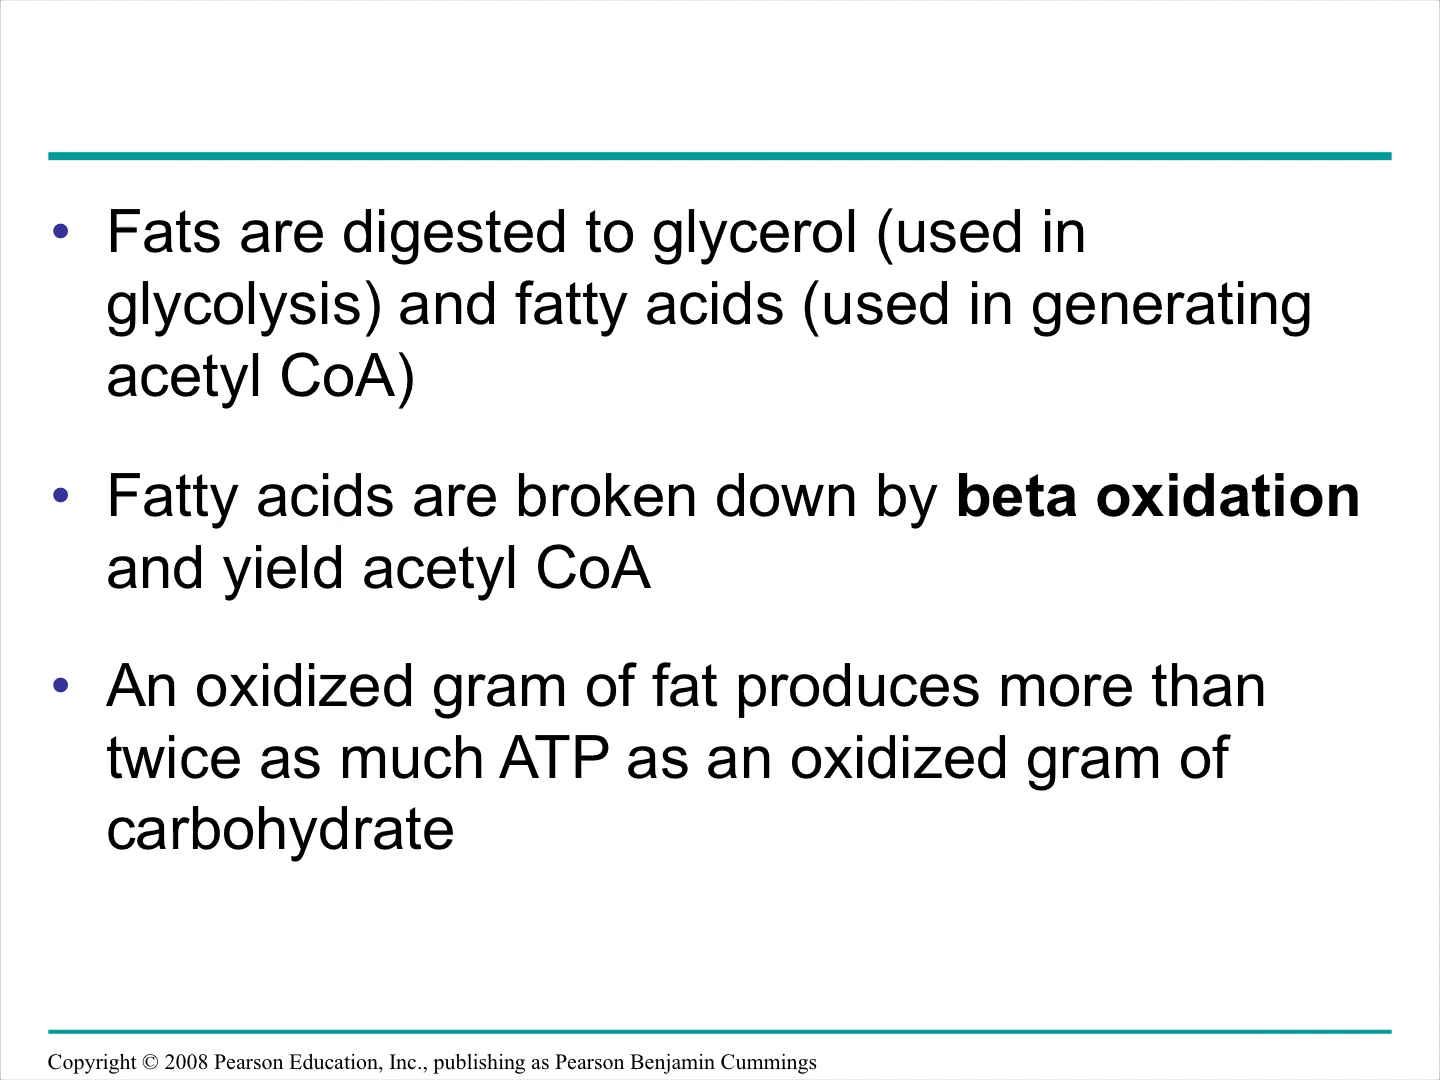 • Fats are digested to glycerol (used in
glycolysis) and fatty acids (used in generating
acetyl CoA)
• Fatty acids are broken down by beta oxidation
and yield acetyl CoA
• An oxidized gram of fat produces more than
twice as much ATP as an oxidized gram of
carbohydrate
Copyright © 2008 Pearson Education, Inc., publishing as Pearson Benjamin Cummings